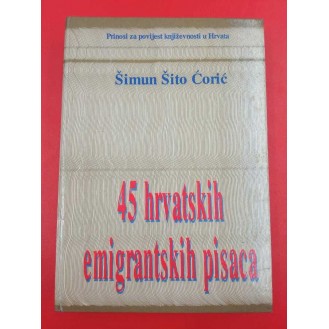 Prinosi za povijest književnosti u Hrvata
Šimun Šito Ćorić
45 hrvatskih
emigrantskih pisaca